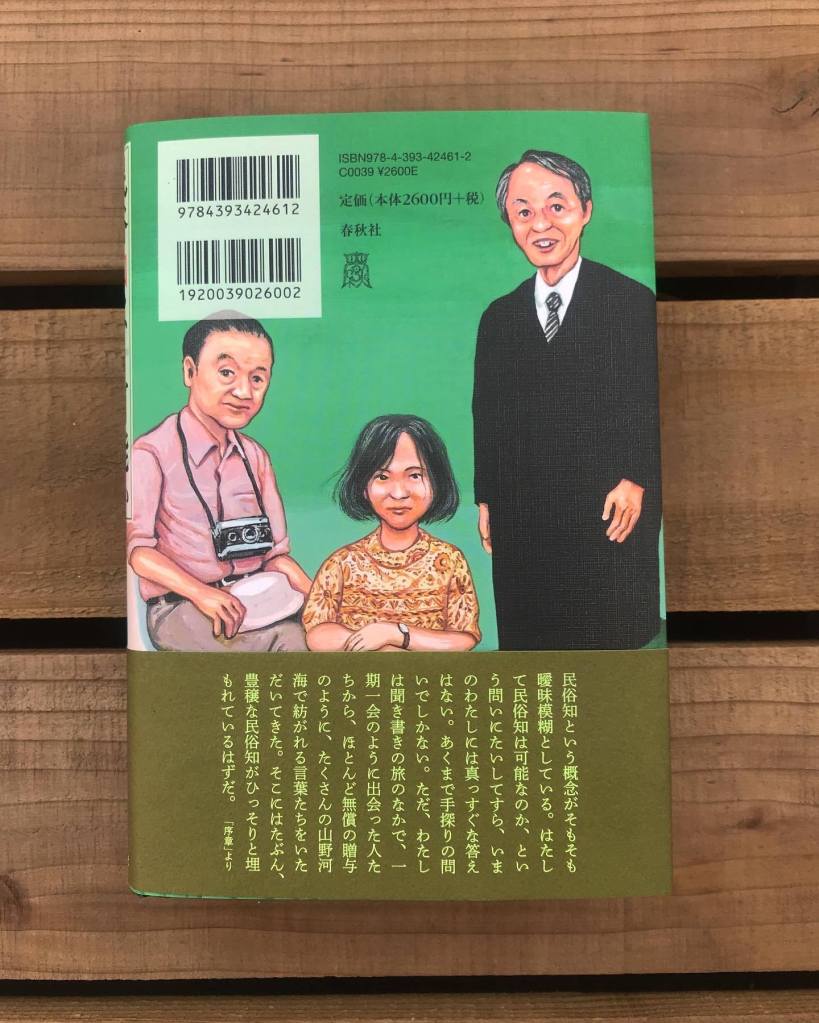 ISBN978-4-393-42461-2
C0039 ¥2600E
定価(本体2600円+税)
春秋社
9784393424612
1920039026002
民俗知という概念がそもそも
曖昧模糊としている。はたし
て民俗知は可能なのか、とい
う問いにたいしてすら、いま
のわたしには真っすぐな答え
はない。あくまで手探りの問
いでしかない。ただ、わたし
は聞き書きの旅のなかで、一
期一会のように出会った人た
ちから、ほとんど無償の贈与
のように、たくさんの山野河
海で紡がれる言葉たちをいた
だいてきた。そこにはたぶん、
豊穣な民俗知がひっそりと埋
もれているはずだ。 「序章」より